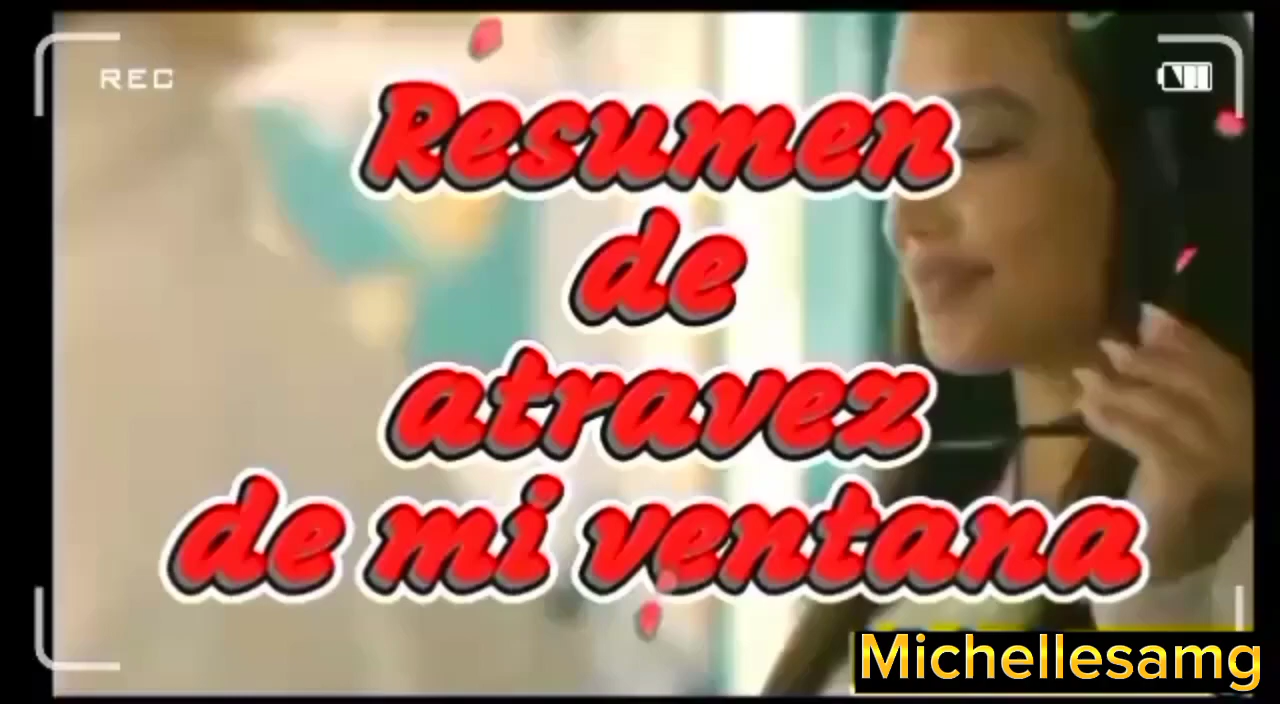 REC
Resumen
de
atravez
de mi ventana
Michellesamg